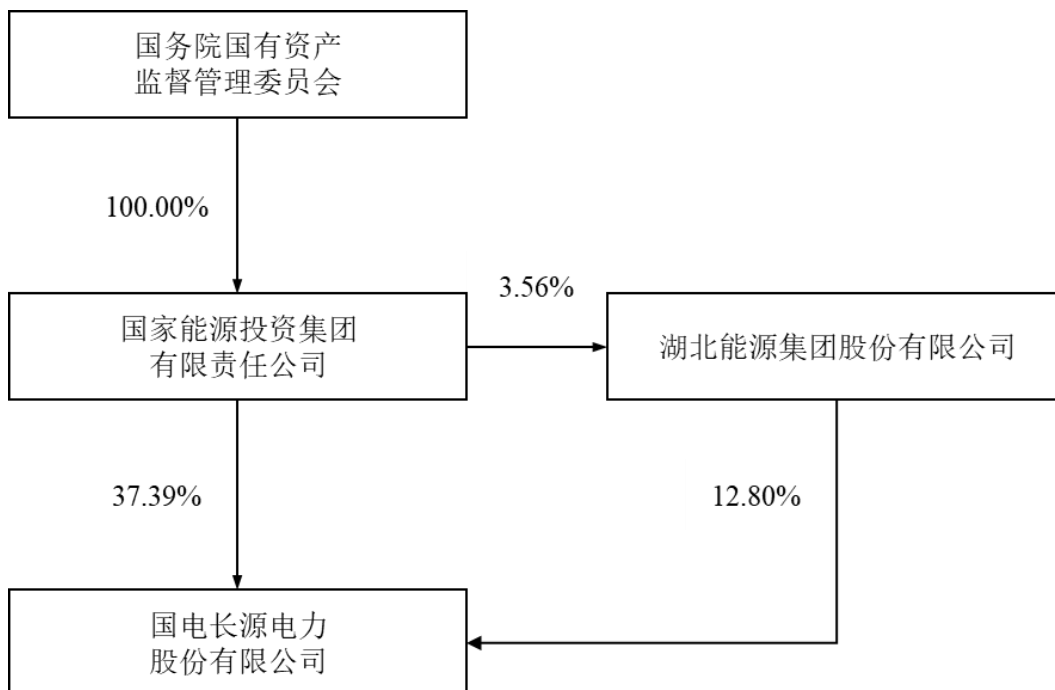 国务院国有资产
监督管理委员会
100.00%
3.56%
国家能源投资集团
有限责任公司
湖北能源集团股份有限公司
37.39%
12.80%
国电长源电力
股份有限公司